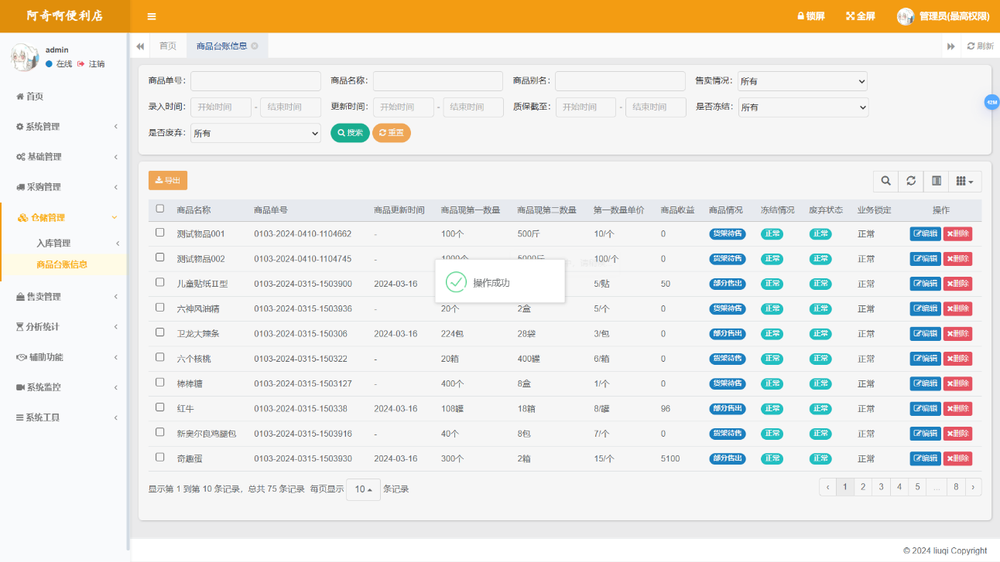 阿奇啊便利店
锁屏 全屏 管理员(最高权限)
admin
在线 注销
首页 商品台账信息 刷新
首页
系统管理
基础管理
采购管理
仓储管理
入库管理
商品台账信息
售卖管理
分析统计
辅助功能
系统监控
系统工具
商品单号： 商品名称： 商品别名： 售卖情况： 所有
录入时间： 开始时间 - 结束时间 更新时间： 开始时间 - 结束时间 质保截至： 开始时间 - 结束时间 是否冻结： 所有
是否废弃： 所有 搜索 重置
42M
导出
商品名称 商品单号 商品更新时间 商品现第一数量 商品现第二数量 第一数量单价 商品收益 商品情况 冻结情况 废弃状态 业务锁定 操作
测试物品001 0103-2024-0410-1104662 - 100个 500斤 10/个 0 货架待售 正常 正常 正常 编辑 删除
测试物品002 0103-2024-0410-1104745 - 1000个 5000斤 100/个 0 货架待售 正常 正常 正常 编辑 删除
儿童贴纸Ⅱ型 0103-2024-0315-1503900 2024-03-16 5/贴 50 部分售出 正常 正常 正常 编辑 删除
操作成功
六神风油精 0103-2024-0315-1503936 - 20个 2盒 5/个 0 货架待售 正常 正常 正常 编辑 删除
卫龙大辣条 0103-2024-0315-150306 2024-03-16 224包 28袋 3/包 0 部分售出 正常 正常 正常 编辑 删除
六个核桃 0103-2024-0315-150322 - 20箱 400罐 6/箱 0 货架待售 正常 正常 正常 编辑 删除
棒棒糖 0103-2024-0315-1503127 - 400个 8盒 1/个 0 货架待售 正常 正常 正常 编辑 删除
红牛 0103-2024-0315-150338 2024-03-16 108罐 18箱 8/罐 96 部分售出 正常 正常 正常 编辑 删除
新奥尔良鸡腿包 0103-2024-0315-1503916 - 40个 8包 7/个 0 货架待售 正常 正常 正常 编辑 删除
奇趣蛋 0103-2024-0315-1503930 2024-03-16 300个 2箱 15/个 5100 部分售出 正常 正常 正常 编辑 删除
显示第 1 到第 10 条记录，总共 75 条记录 每页显示 10 条记录 ‹ 1 2 3 4 5 ... 8 ›
© 2024 liuqi Copyright